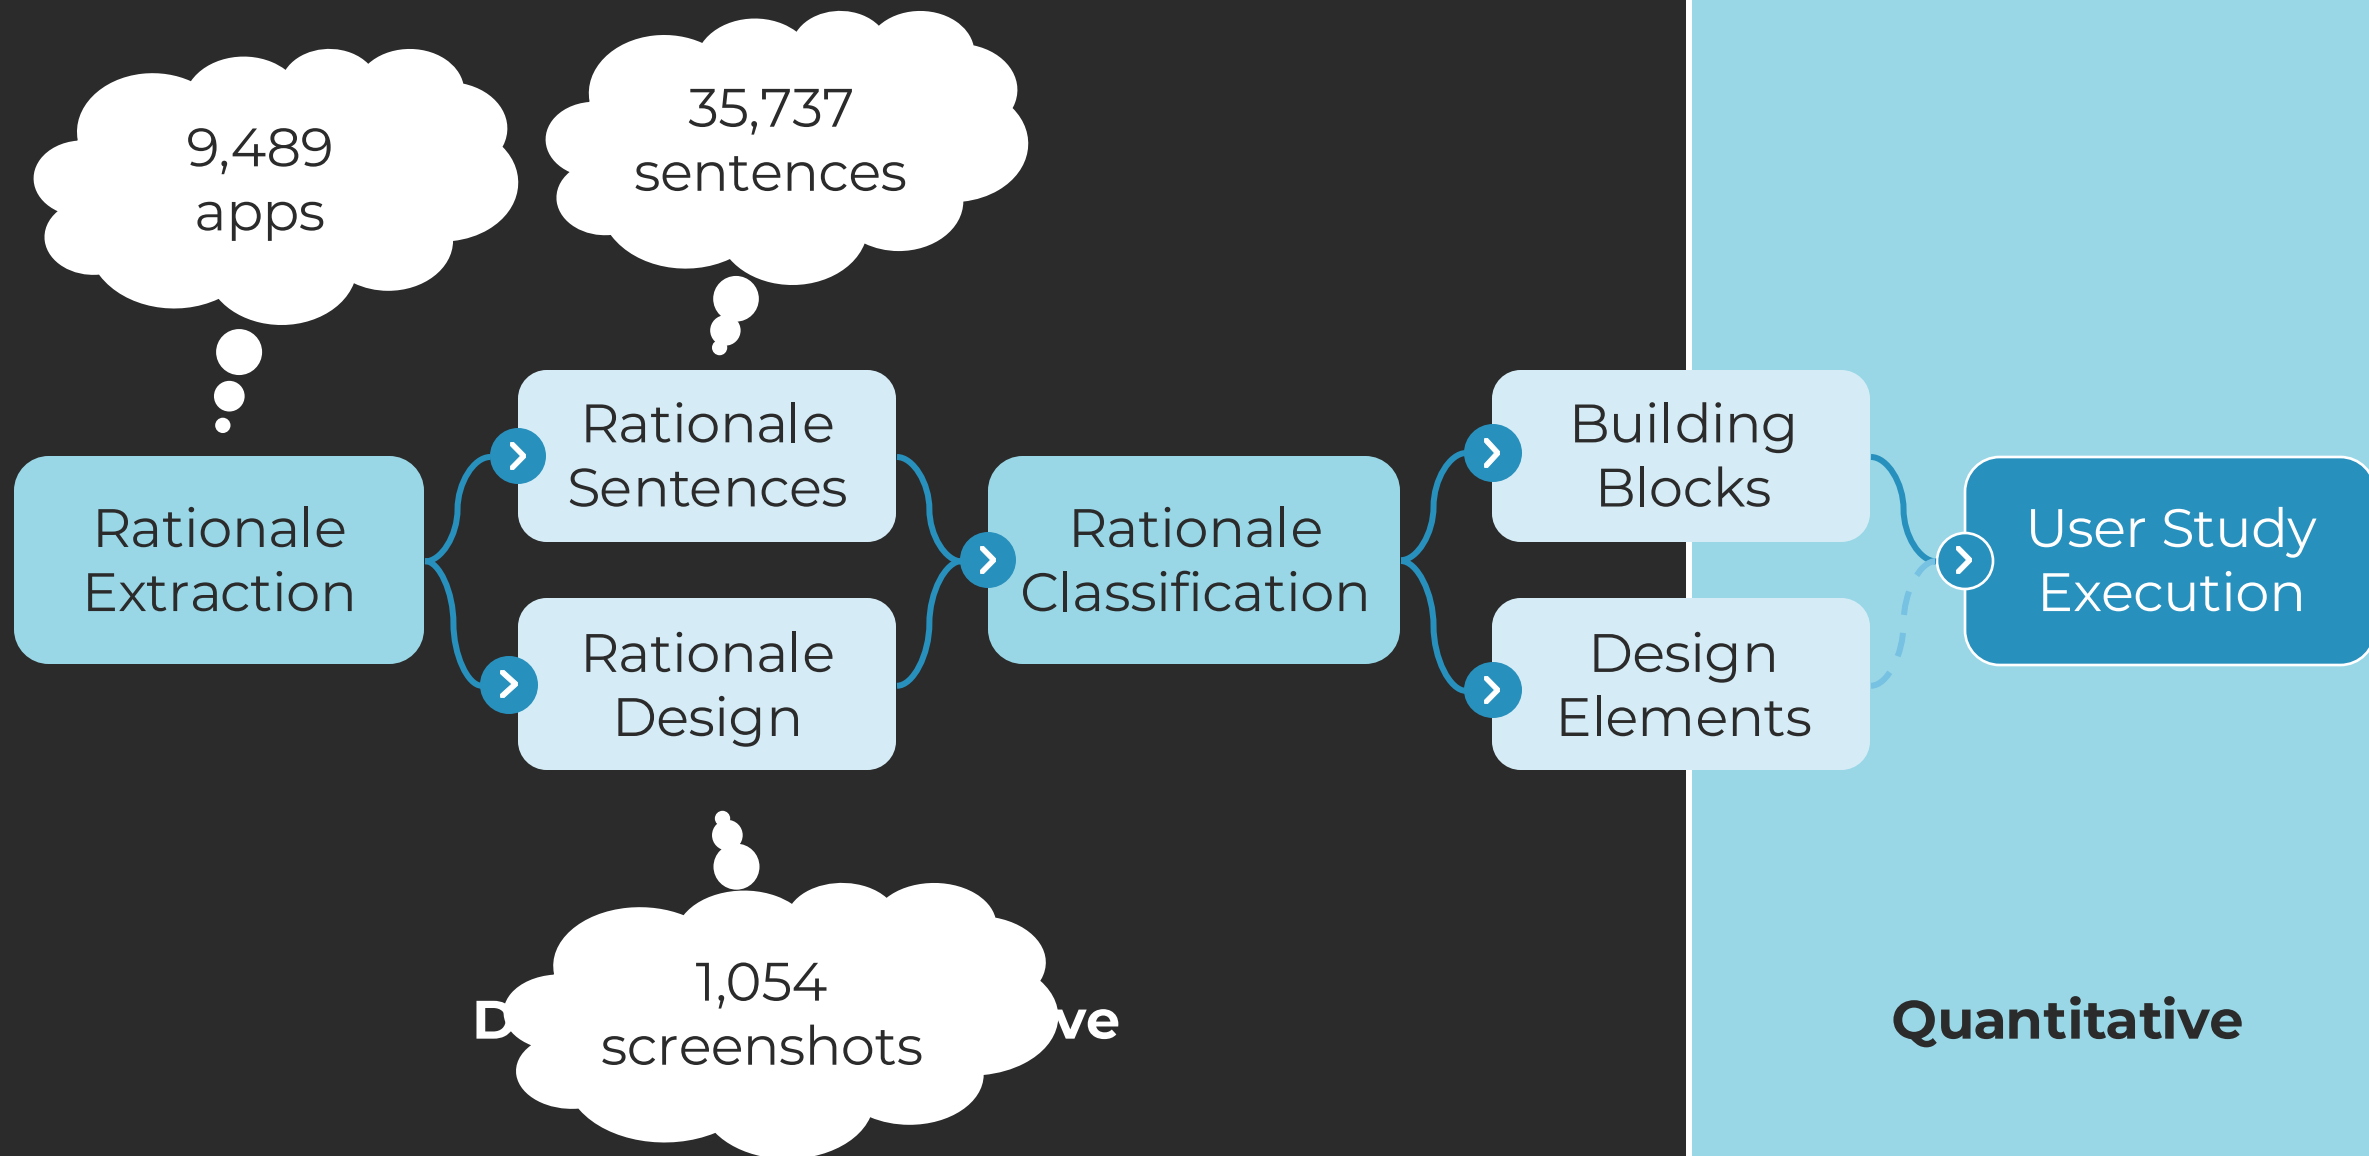 9,489
apps
35,737
sentences
Rationale
Extraction
Rationale
Sentences
Rationale
Design
Rationale
Classification
Building
Blocks
Design
Elements
User Study
Execution
1,054
screenshots
Quantitative